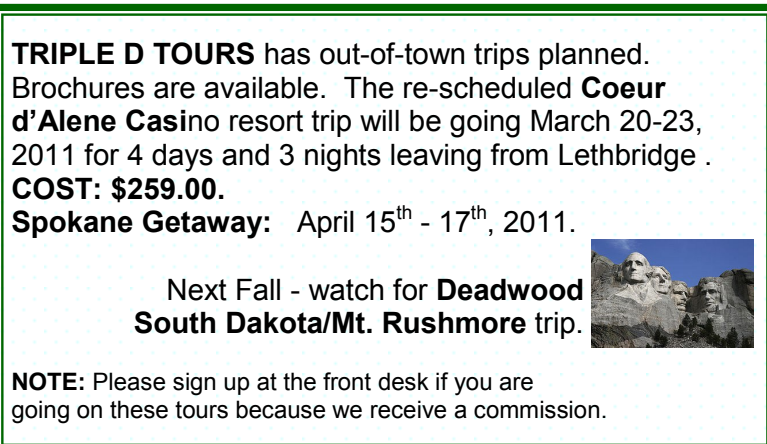 TRIPLE D TOURS has out-of-town trips planned.
Brochures are available.  The re-scheduled Coeur
d’Alene Casino resort trip will be going March 20-23,
2011 for 4 days and 3 nights leaving from Lethbridge .
COST: $259.00.
Spokane Getaway:   April 15th - 17th, 2011.
Next Fall - watch for Deadwood
South Dakota/Mt. Rushmore trip.
NOTE: Please sign up at the front desk if you are
going on these tours because we receive a commission.